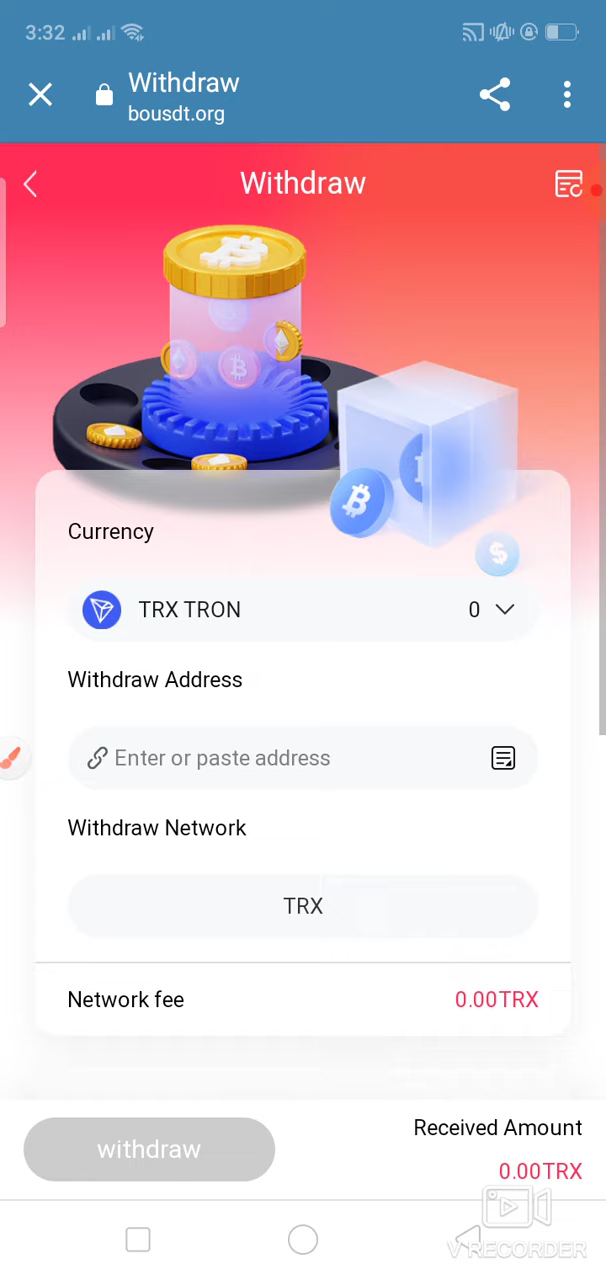 3:32
Withdraw
bousdt.org
Withdraw
Currency
TRX TRON 0
Withdraw Address
Enter or paste address
Withdraw Network
TRX
Network fee 0.00TRX
Received Amount
withdraw
0.00TRX
V RECORDER